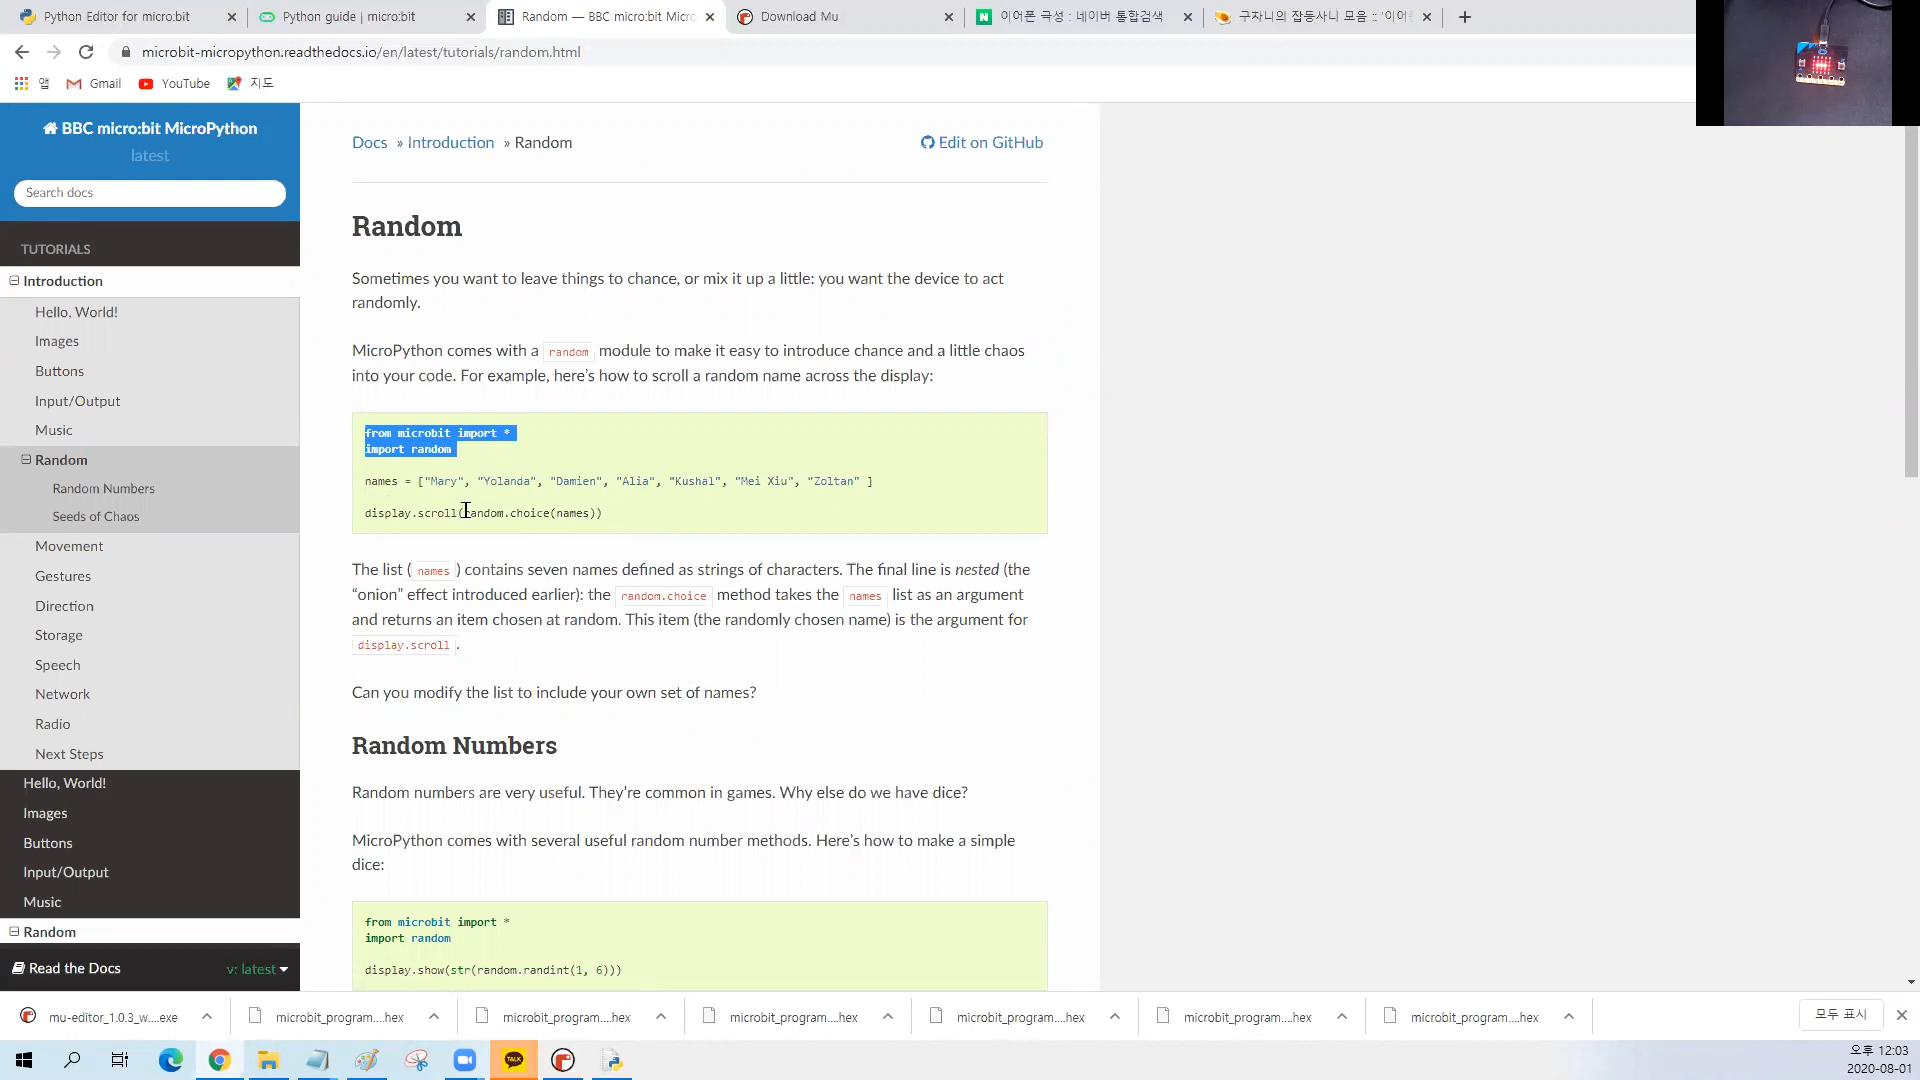 Python Editor for micro:bit
Python guide | micro:bit
Random — BBC micro:bit Micro
Download Mu
이어폰 극성 : 네이버 통합검색
구차니의 잡동사니 모음 :: '이어폰
microbit-micropython.readthedocs.io/en/latest/tutorials/random.html
앱
Gmail
YouTube
지도
BBC micro:bit MicroPython
latest
Search docs
TUTORIALS
Introduction
Hello, World!
Images
Buttons
Input/Output
Music
Random
Random Numbers
Seeds of Chaos
Movement
Gestures
Direction
Storage
Speech
Network
Radio
Next Steps
Hello, World!
Images
Buttons
Input/Output
Music
Random
Read the Docs
v: latest
Docs » Introduction » Random
Edit on GitHub
Random
Sometimes you want to leave things to chance, or mix it up a little: you want the device to act
randomly.
MicroPython comes with a random module to make it easy to introduce chance and a little chaos
into your code. For example, here's how to scroll a random name across the display:
from microbit import *
import random
names = ["Mary", "Yolanda", "Damien", "Alia", "Kushal", "Mei Xiu", "Zoltan" ]
display.scroll(random.choice(names))
The list ( names ) contains seven names defined as strings of characters. The final line is nested (the
“onion” effect introduced earlier): the random.choice method takes the names list as an argument
and returns an item chosen at random. This item (the randomly chosen name) is the argument for
display.scroll .
Can you modify the list to include your own set of names?
Random Numbers
Random numbers are very useful. They're common in games. Why else do we have dice?
MicroPython comes with several useful random number methods. Here's how to make a simple
dice:
from microbit import *
import random
display.show(str(random.randint(1, 6)))
mu-editor_1.0.3_w....exe
microbit_program....hex
microbit_program....hex
microbit_program....hex
microbit_program....hex
microbit_program....hex
microbit_program....hex
모두 표시
TALK
오후 12:03
2020-08-01